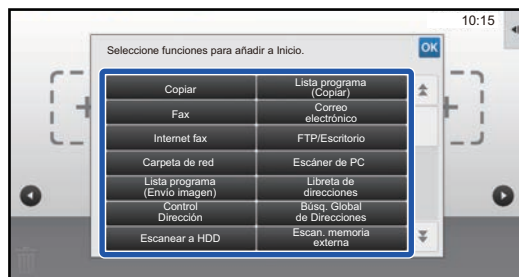 10:15
Seleccione funciones para añadir a Inicio.
OK
Copiar
Lista programa
(Copiar)
Fax
Correo
electrónico
Internet fax
FTP/Escritorio
Carpeta de red
Escáner de PC
Lista programa
(Envío imagen)
Libreta de
direcciones
Control
Dirección
Búsq. Global
de Direcciones
Escanear a HDD
Escan. memoria
externa